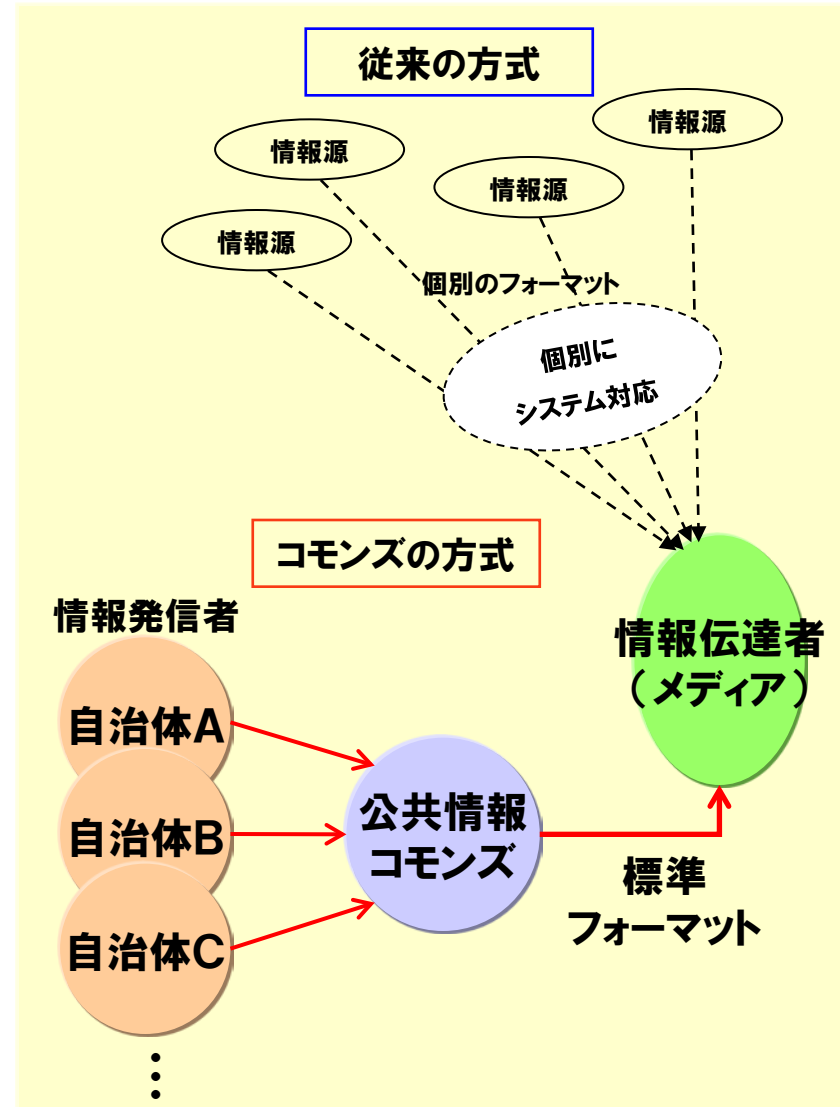 従来の方式
情報源
情報源
情報源
情報源
個別のフォーマット
個別に
システム対応
コモンズの方式
情報発信者
情報伝達者
（メディア）
自治体A
自治体B
自治体C
公共情報
コモンズ
標準
フォーマット
⋮